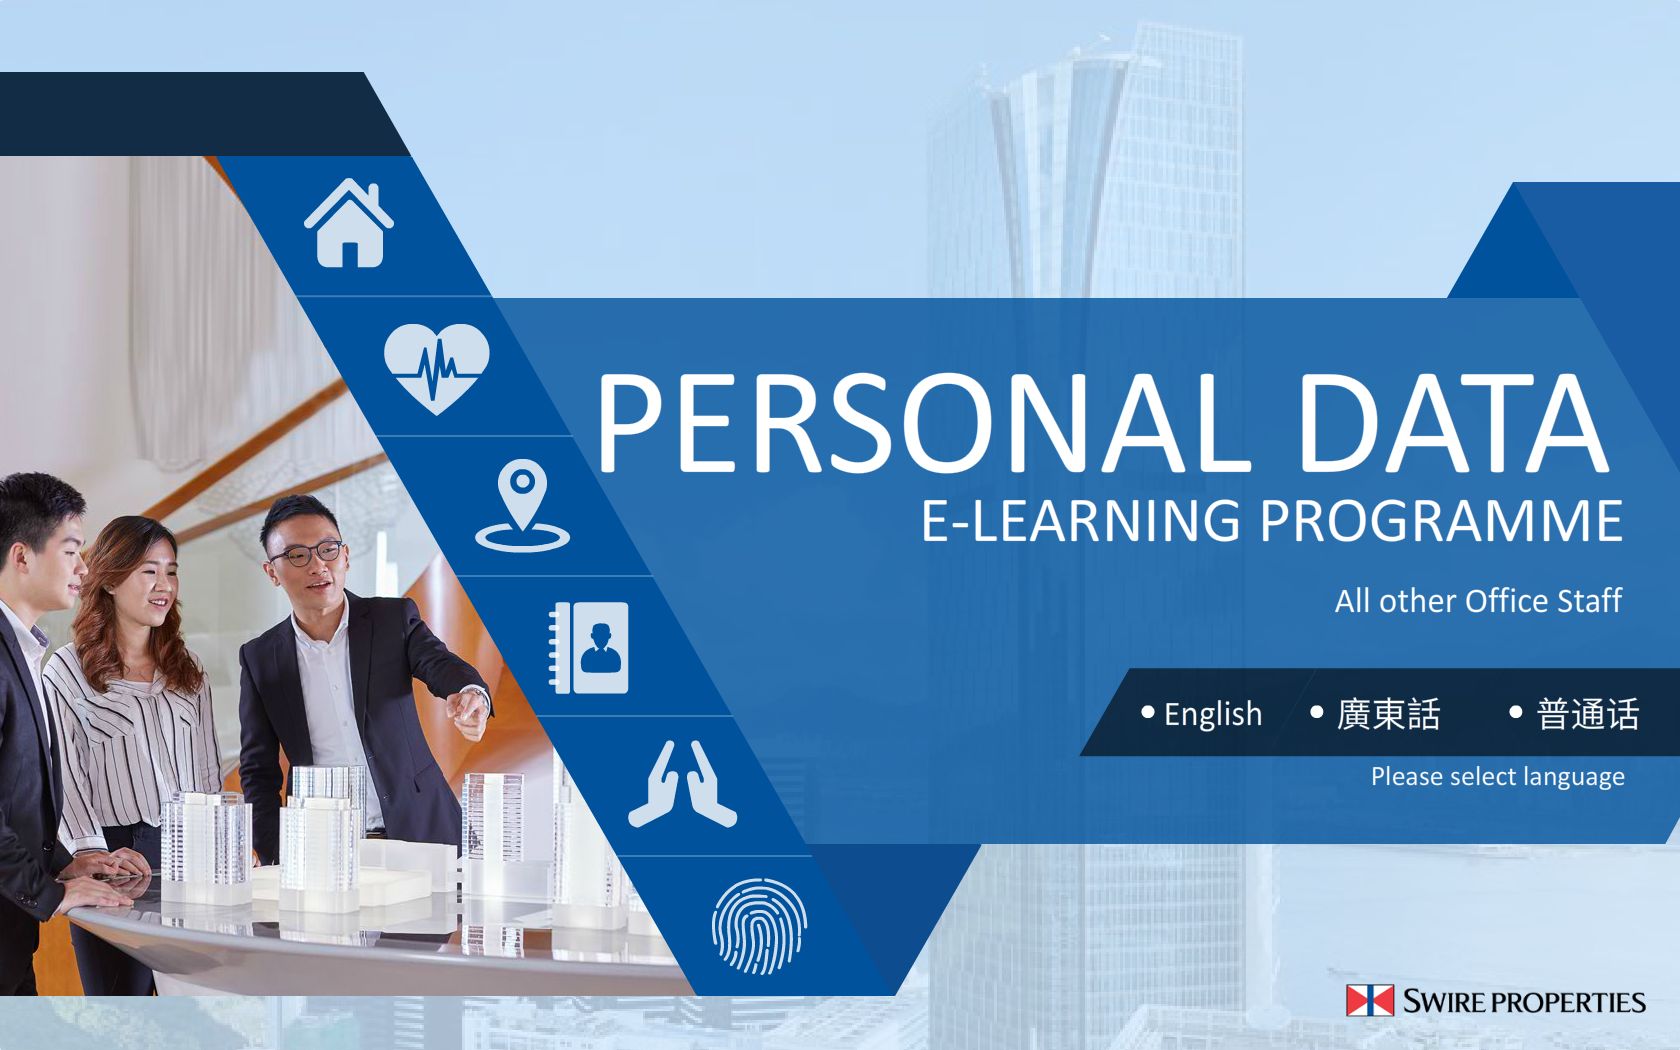 PERSONAL DATA
E-LEARNING PROGRAMME
All other Office Staff
• English • 廣東話 • 普通话
Please select language
SWIRE PROPERTIES